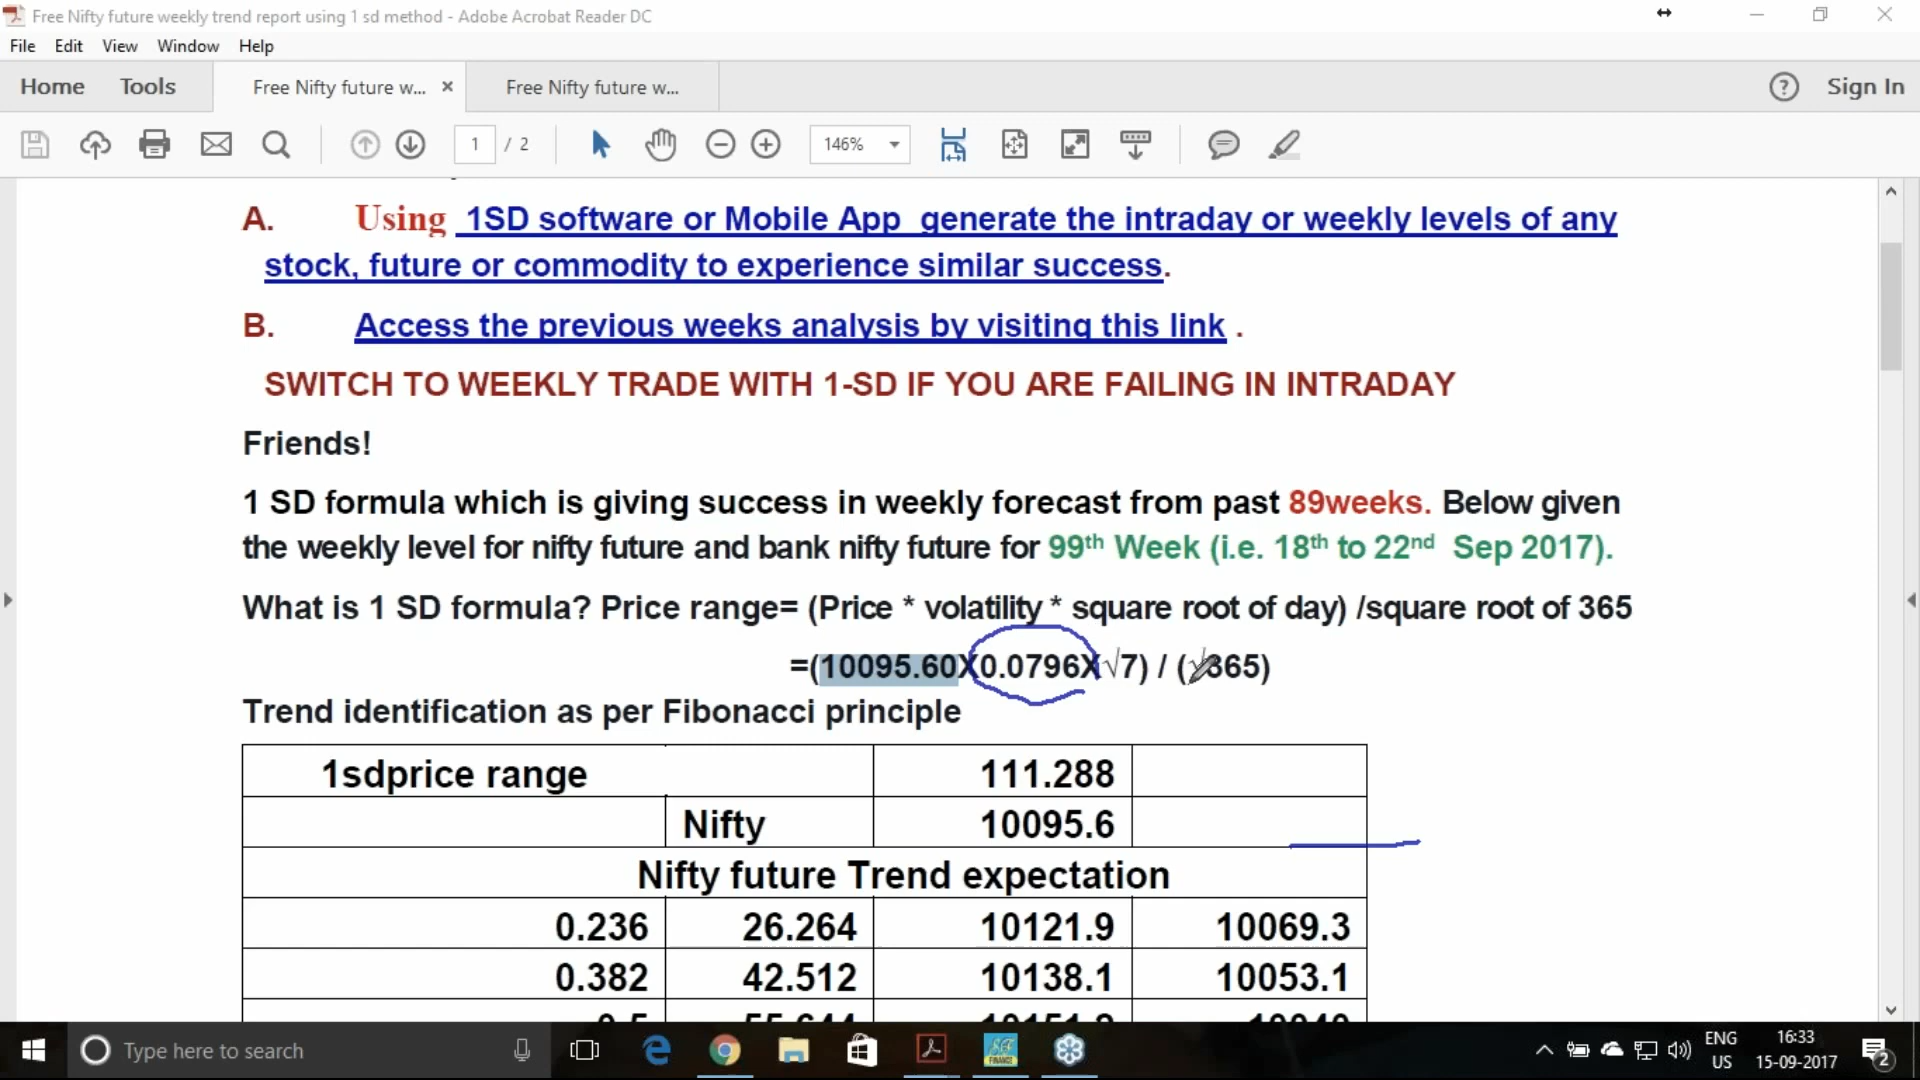 Free Nifty future weekly trend report using 1 sd method - Adobe Acrobat Reader DC
File Edit View Window Help
Home Tools Free Nifty future w... × Free Nifty future w... ? Sign In
1 / 2 146%
A. Using 1SD software or Mobile App generate the intraday or weekly levels of any
stock, future or commodity to experience similar success.
B. Access the previous weeks analysis by visiting this link .
SWITCH TO WEEKLY TRADE WITH 1-SD IF YOU ARE FAILING IN INTRADAY
Friends!
1 SD formula which is giving success in weekly forecast from past 89weeks. Below given
the weekly level for nifty future and bank nifty future for 99th Week (i.e. 18th to 22nd Sep 2017).
What is 1 SD formula? Price range= (Price * volatility * square root of day) /square root of 365
=(10095.60X0.0796X√7) / (√365)
Trend identification as per Fibonacci principle
1sdprice range 111.288
Nifty 10095.6
Nifty future Trend expectation
0.236 26.264 10121.9 10069.3
0.382 42.512 10138.1 10053.1
0.5 55.644
Type here to search FINANCE ENG 16:33
US 15-09-2017 2